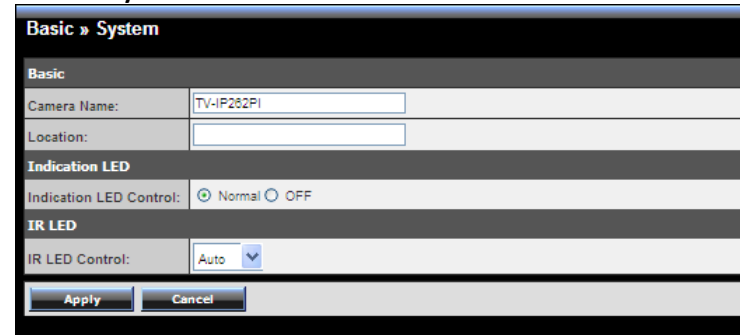 Basic » System
Basic
Camera Name: TV-IP262PI
Location:
Indication LED
Indication LED Control: Normal OFF
IR LED
IR LED Control: Auto
Apply Cancel